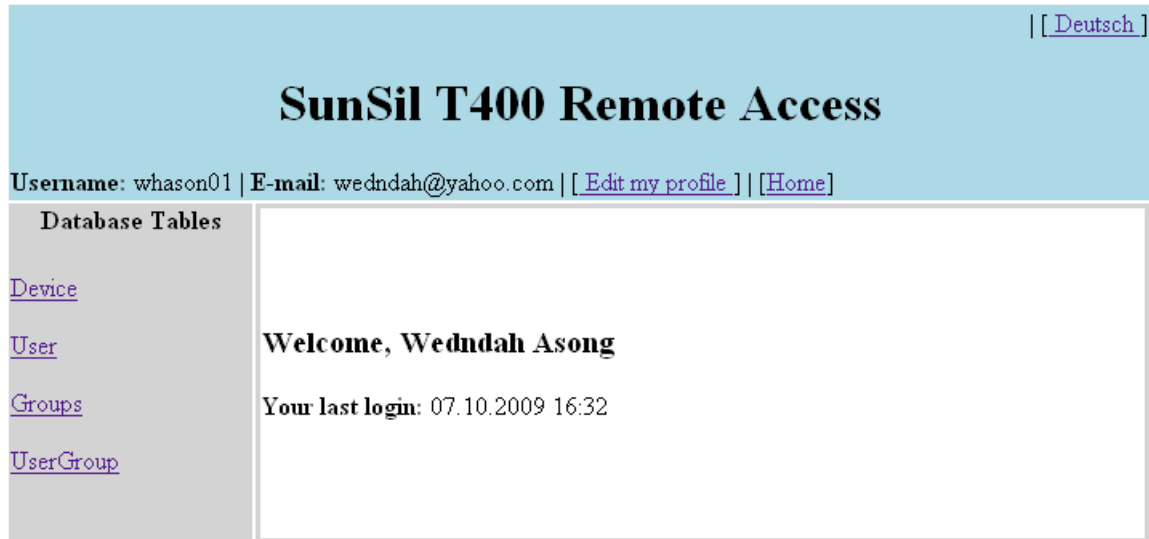 | [ Deutsch ]
SunSil T400 Remote Access
Username: whason01 | E-mail: wedndah@yahoo.com | [ Edit my profile ] | [Home]
Database Tables
Device
User
Groups
UserGroup
Welcome, Wedndah Asong
Your last login: 07.10.2009 16:32